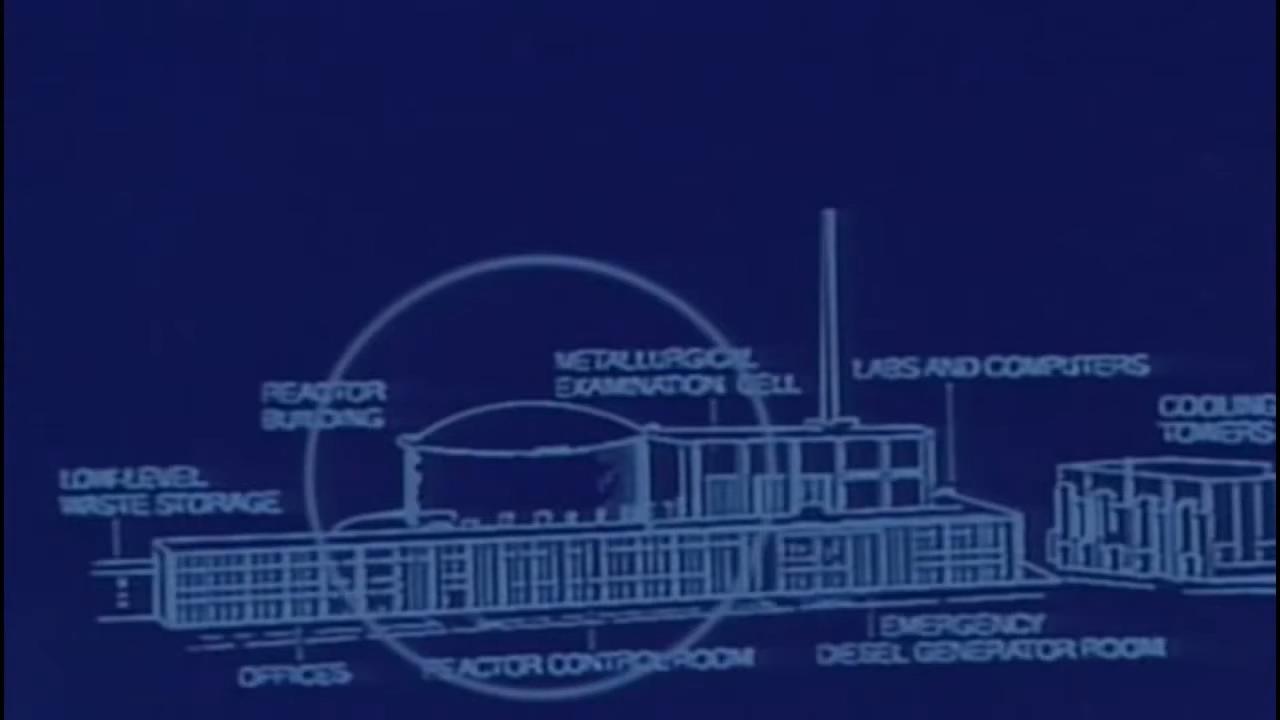 METALLURGICAL
EXAMINATION CELL
LABS AND COMPUTERS
REACTOR
BUILDING
COOLING
TOWERS
LOW-LEVEL
WASTE STORAGE
EMERGENCY
DIESEL GENERATOR ROOM
REACTOR CONTROL ROOM
OFFICES